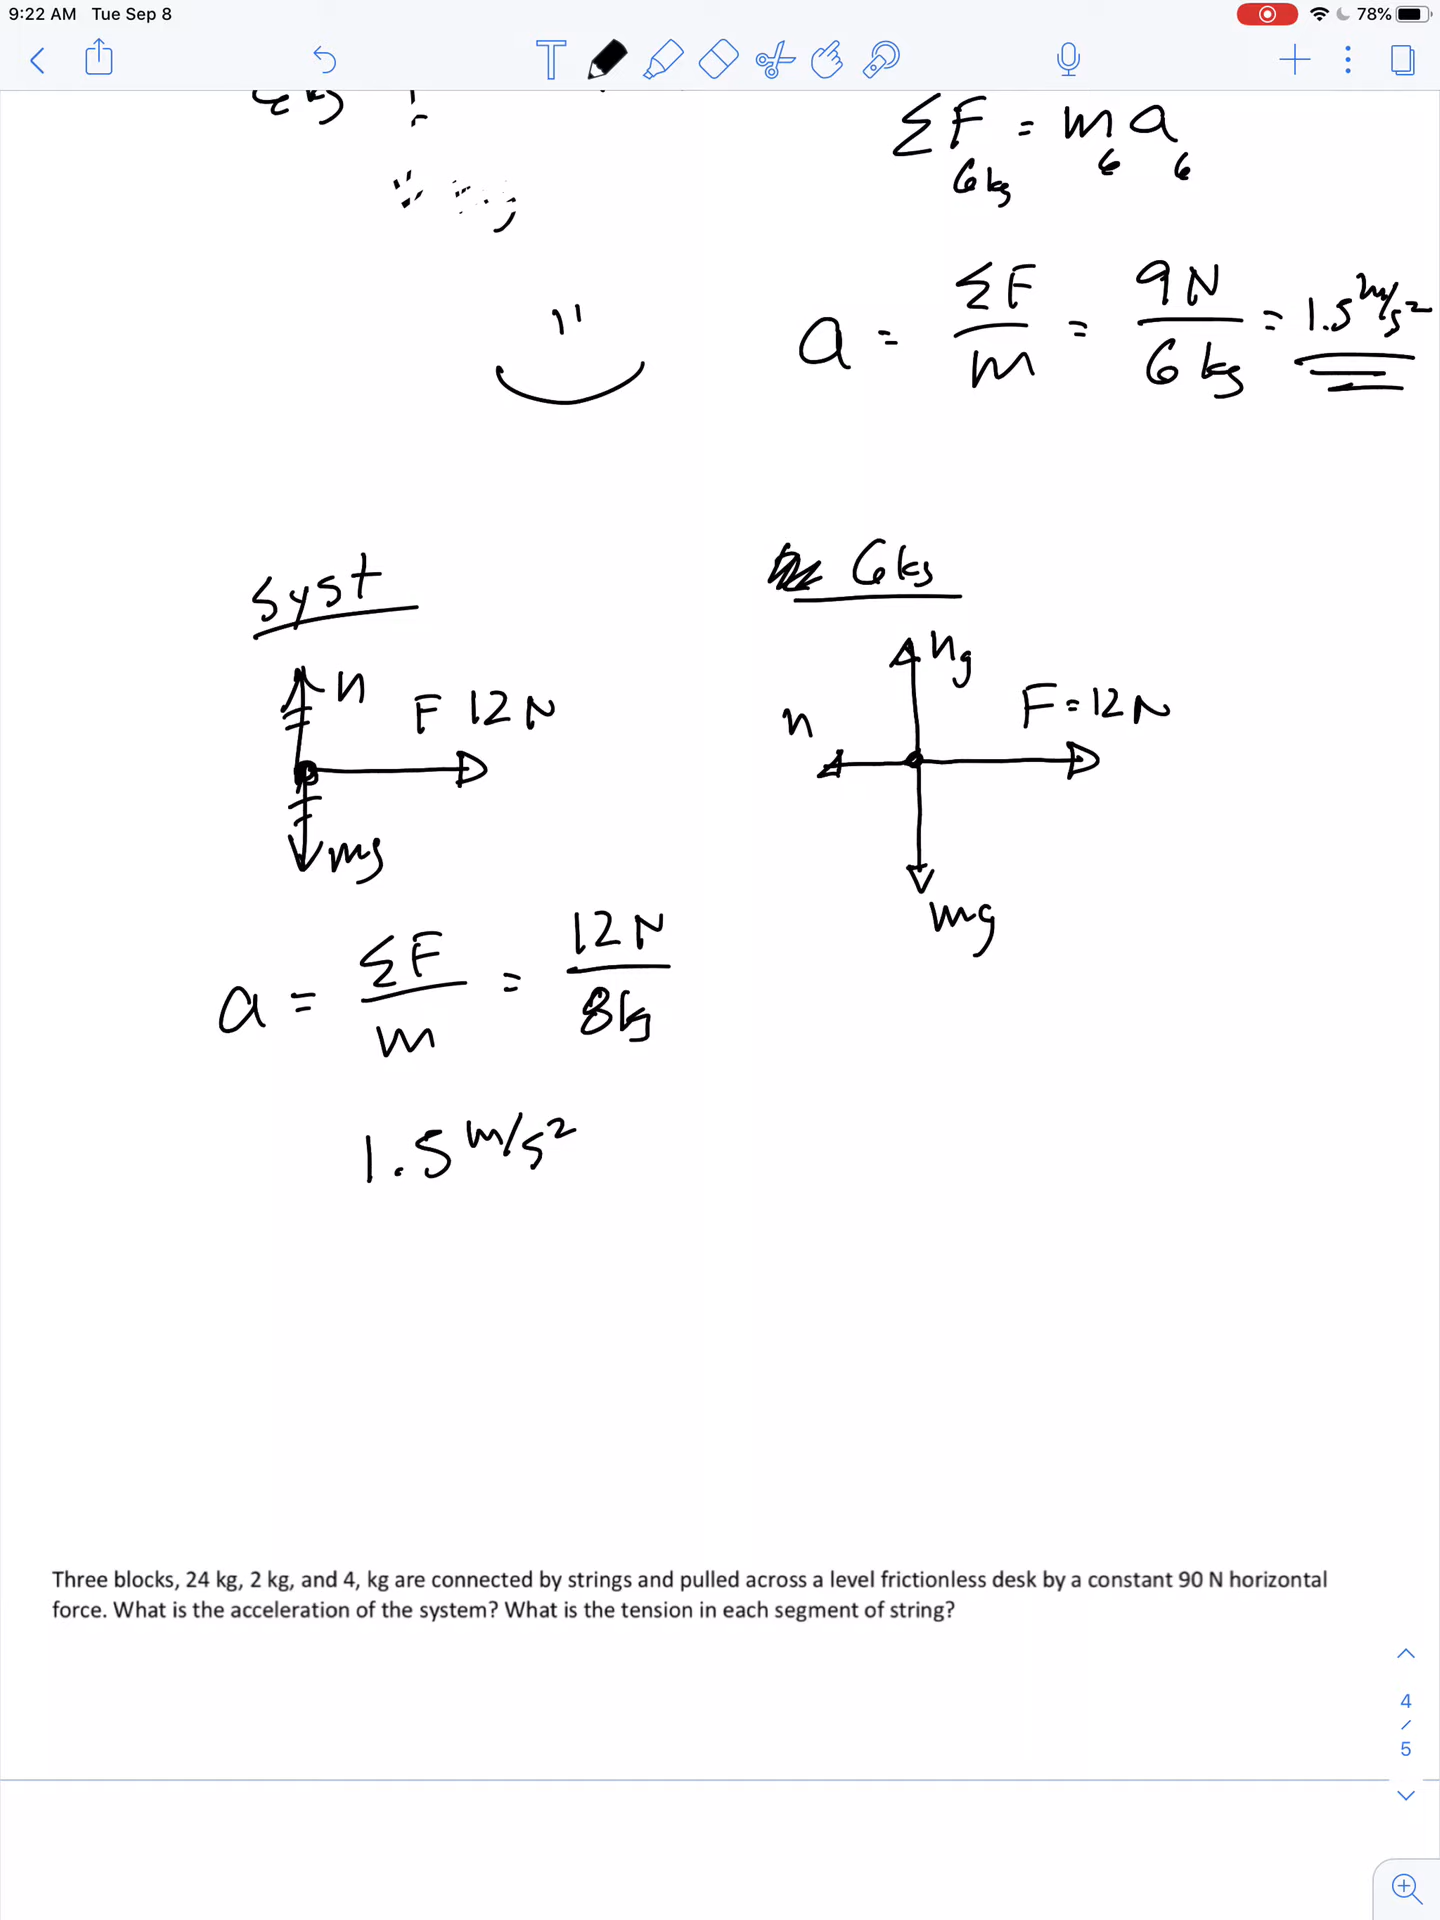 9:22 AM Tue Sep 8
78%
T
ΣF = m a
6kg 6 6
a = ΣF/m = 9N/6kg = 1.5 m/s²
syst
n
F 12N
mg
a = ΣF/m = 12N/8kg
1.5 m/s²
6kg
ng
n
F=12N
mg
Three blocks, 24 kg, 2 kg, and 4, kg are connected by strings and pulled across a level frictionless desk by a constant 90 N horizontal
force. What is the acceleration of the system? What is the tension in each segment of string?
4
/
5